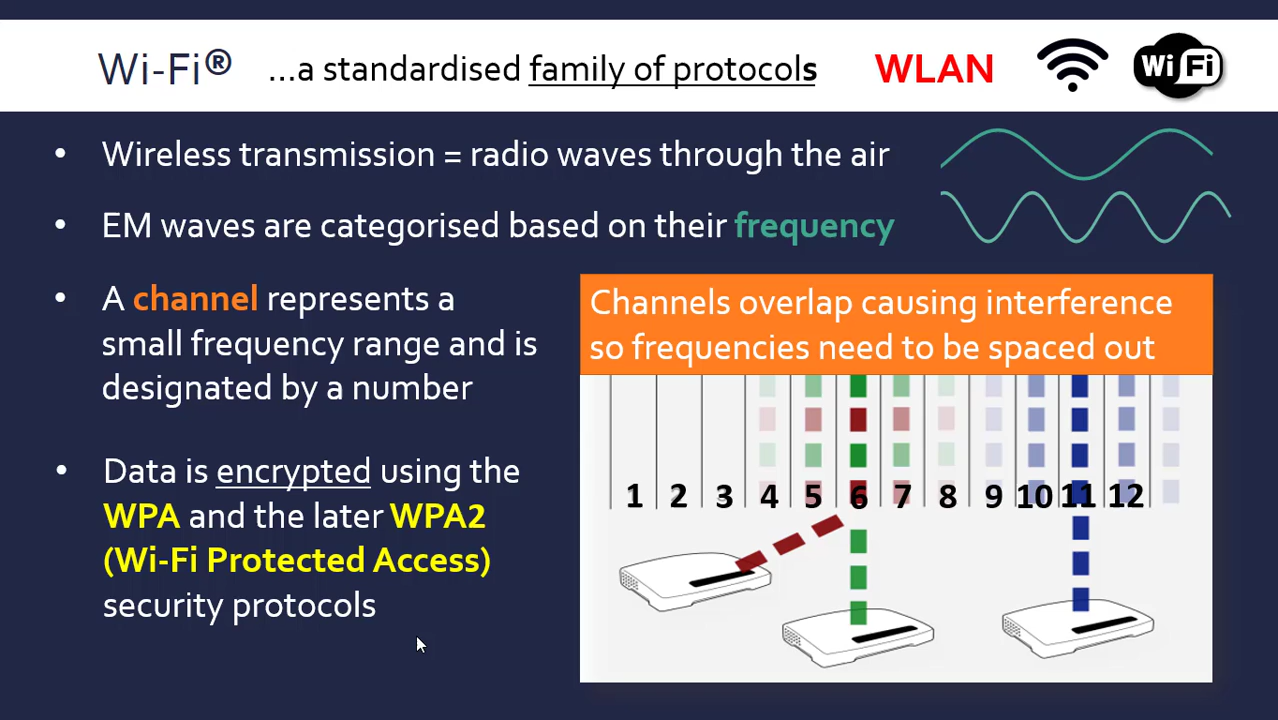 Wi-Fi® ...a standardised family of protocols WLAN WiFi
• Wireless transmission = radio waves through the air
• EM waves are categorised based on their frequency
• A channel represents a
small frequency range and is
designated by a number
• Data is encrypted using the
WPA and the later WPA2
(Wi-Fi Protected Access)
security protocols
Channels overlap causing interference
so frequencies need to be spaced out
1 2 3 4 5 6 7 8 9 10 11 12